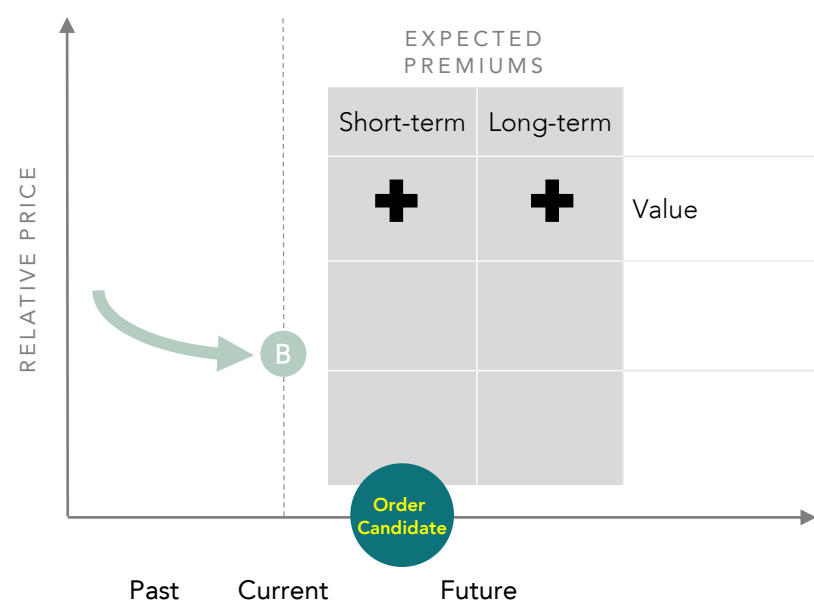 EXPECTED
PREMIUMS
Short-term Long-term
Value
RELATIVE PRICE
B
Order
Candidate
Past Current Future